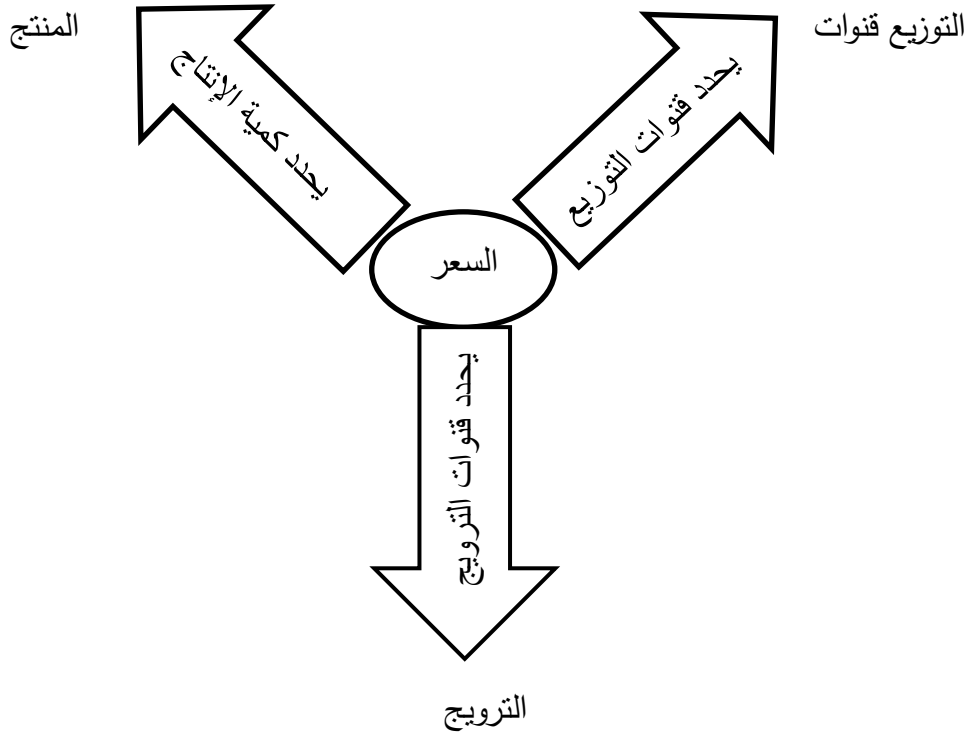 التوزيع قنوات
المنتج
يحدد قنوات التوزيع
يحدد كمية الإنتاج
السعر
يحدد قنوات الترويج
الترويج